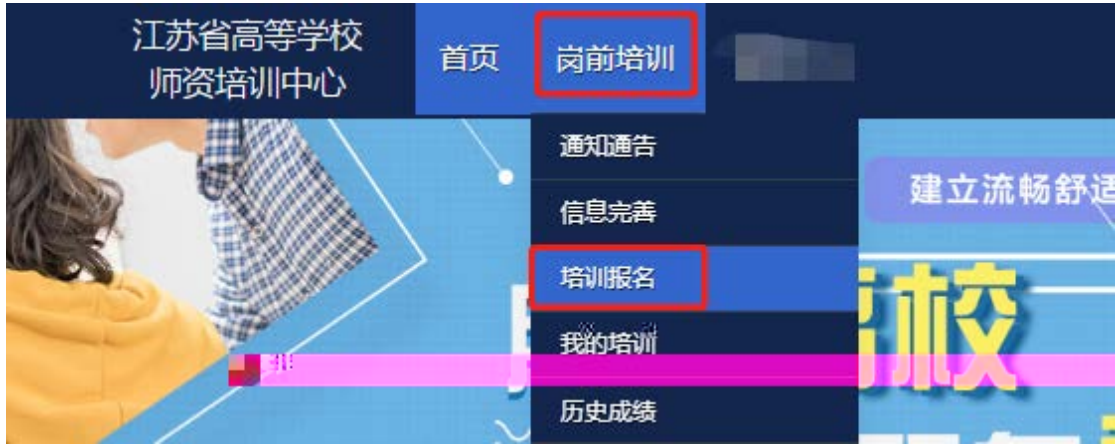 江苏省高等学校
师资培训中心
首页
岗前培训
通知通告
信息完善
培训报名
我的培训
历史成绩
建立流畅舒适
高校